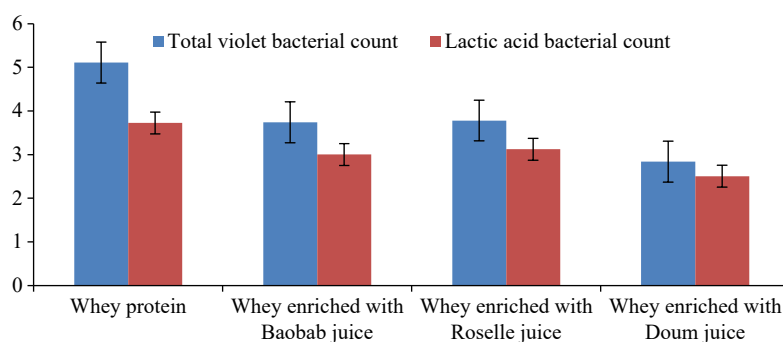 6
Total violet bacterial count
Lactic acid bacterial count
5
4
3
2
1
0
Whey protein
Whey enriched with
Baobab juice
Whey enriched with
Roselle juice
Whey enriched with
Doum juice